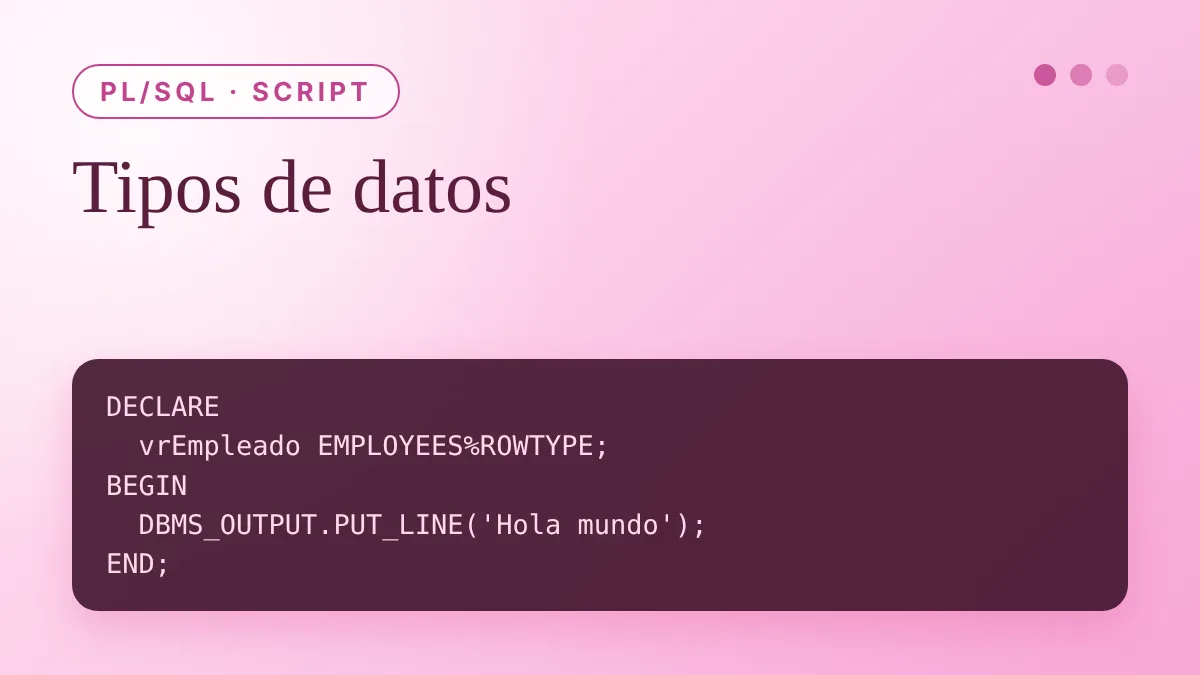 PL/SQL · SCRIPT
Tipos de datos
DECLARE
  vrEmpleado EMPLOYEES%ROWTYPE;
BEGIN
  DBMS_OUTPUT.PUT_LINE('Hola mundo');
END;